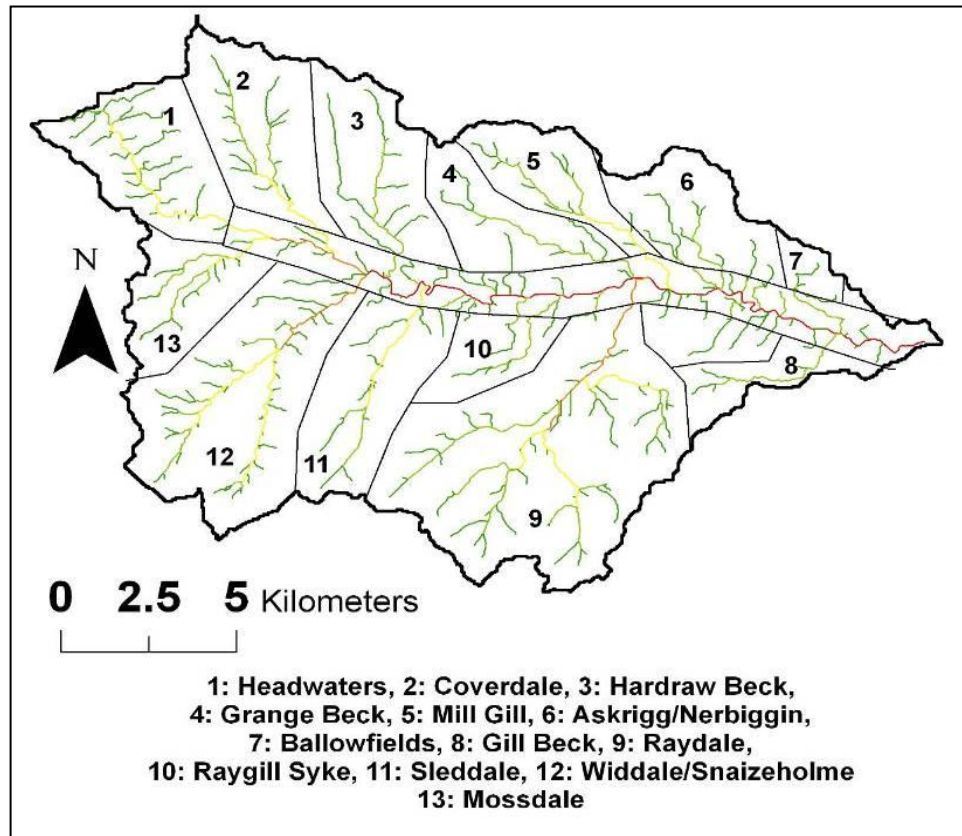 2
1
3
4
5
6
7
N
13
10
8
12
11
9
0 2.5 5 Kilometers
1: Headwaters, 2: Coverdale, 3: Hardraw Beck,
4: Grange Beck, 5: Mill Gill, 6: Askrigg/Nerbiggin,
7: Ballowfields, 8: Gill Beck, 9: Raydale,
10: Raygill Syke, 11: Sleddale, 12: Widdale/Snaizeholme
13: Mossdale